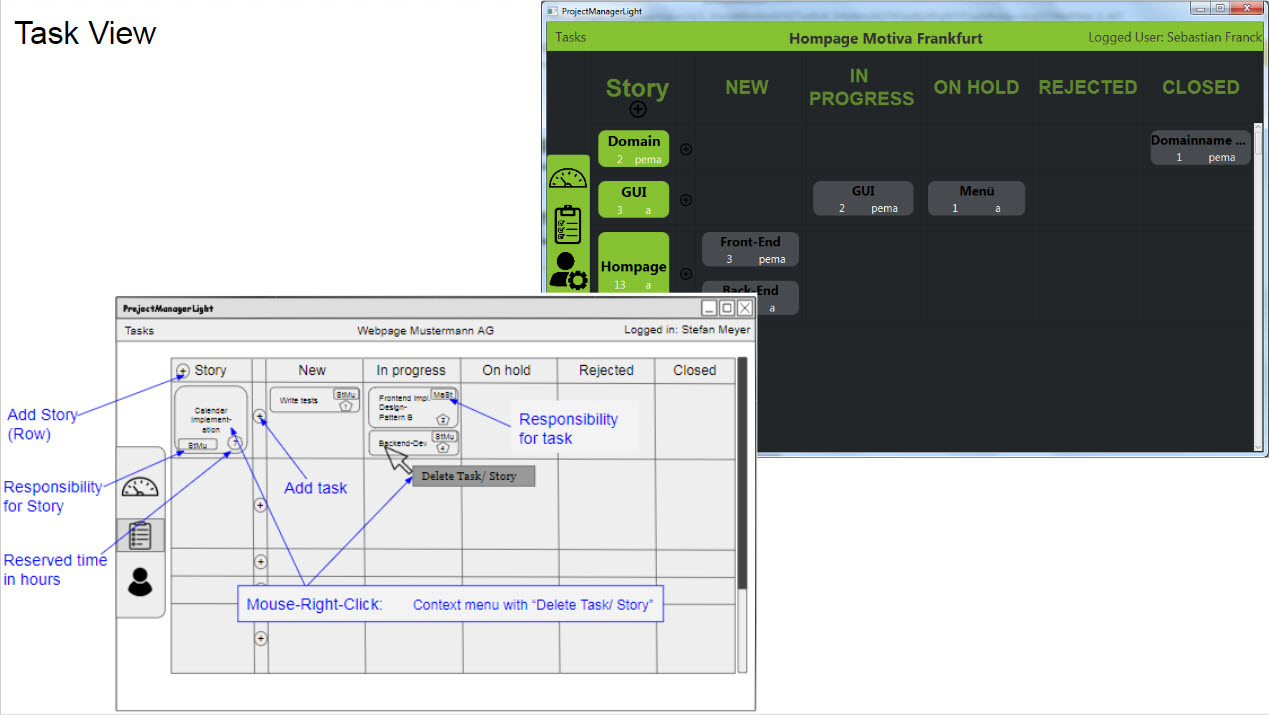 Task View
ProjectManagerLight
Tasks
Hompage Motiva Frankfurt
Logged User: Sebastian Franck
Story
NEW
IN
PROGRESS
ON HOLD
REJECTED
CLOSED
Domain
2 pema
Domainname ...
1 pema
GUI
3 a
GUI
2 pema
Menü
1 a
Hompage
13 a
Front-End
3 pema
Back-End
a
ProjectManagerLight
Tasks
Webpage Mustermann AG
Logged in: Stefan Meyer
Story
New
In progress
On hold
Rejected
Closed
Calendar
Implement-
ation
StMu
7
Write tests
StMu
1
Frontend Impl.
Design-
Pattern B
MaSt
2
Backend-Dev
StMu
4
Delete Task/ Story
Add Story
(Row)
Responsibility
for Story
Reserved time
in hours
Add task
Responsibility
for task
Mouse-Right-Click: Context menu with “Delete Task/ Story”